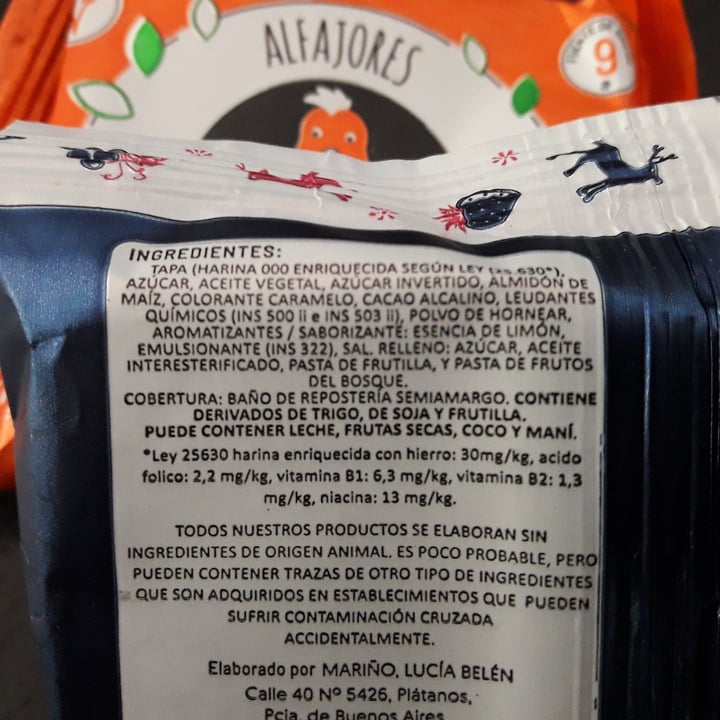 ALFAJORES
9
INGREDIENTES:
TAPA (HARINA 000 ENRIQUECIDA SEGÚN LEY (25.630*),
AZÚCAR, ACEITE VEGETAL, AZÚCAR INVERTIDO, ALMIDÓN DE
MAÍZ, COLORANTE CARAMELO, CACAO ALCALINO, LEUDANTES
QUÍMICOS (INS 500 ii e INS 503 ii), POLVO DE HORNEAR,
AROMATIZANTES / SABORIZANTE: ESENCIA DE LIMÓN,
EMULSIONANTE (INS 322), SAL. RELLENO: AZÚCAR, ACEITE
INTERESTERIFICADO, PASTA DE FRUTILLA, Y PASTA DE FRUTOS
DEL BOSQUE.
COBERTURA: BAÑO DE REPOSTERÍA SEMIAMARGO. CONTIENE
DERIVADOS DE TRIGO, DE SOJA Y FRUTILLA.
PUEDE CONTENER LECHE, FRUTAS SECAS, COCO Y MANÍ.
*Ley 25630 harina enriquecida con hierro: 30mg/kg, acido
folico: 2,2 mg/kg, vitamina B1: 6,3 mg/kg, vitamina B2: 1,3
mg/kg, niacina: 13 mg/kg.
TODOS NUESTROS PRODUCTOS SE ELABORAN SIN
INGREDIENTES DE ORIGEN ANIMAL. ES POCO PROBABLE, PERO
PUEDEN CONTENER TRAZAS DE OTRO TIPO DE INGREDIENTES
QUE SON ADQUIRIDOS EN ESTABLECIMIENTOS QUE PUEDEN
SUFRIR CONTAMINACIÓN CRUZADA
ACCIDENTALMENTE.
Elaborado por MARIÑO, LUCÍA BELÉN
Calle 40 Nº 5426, Plátanos,
Pcia. de Buenos Aires